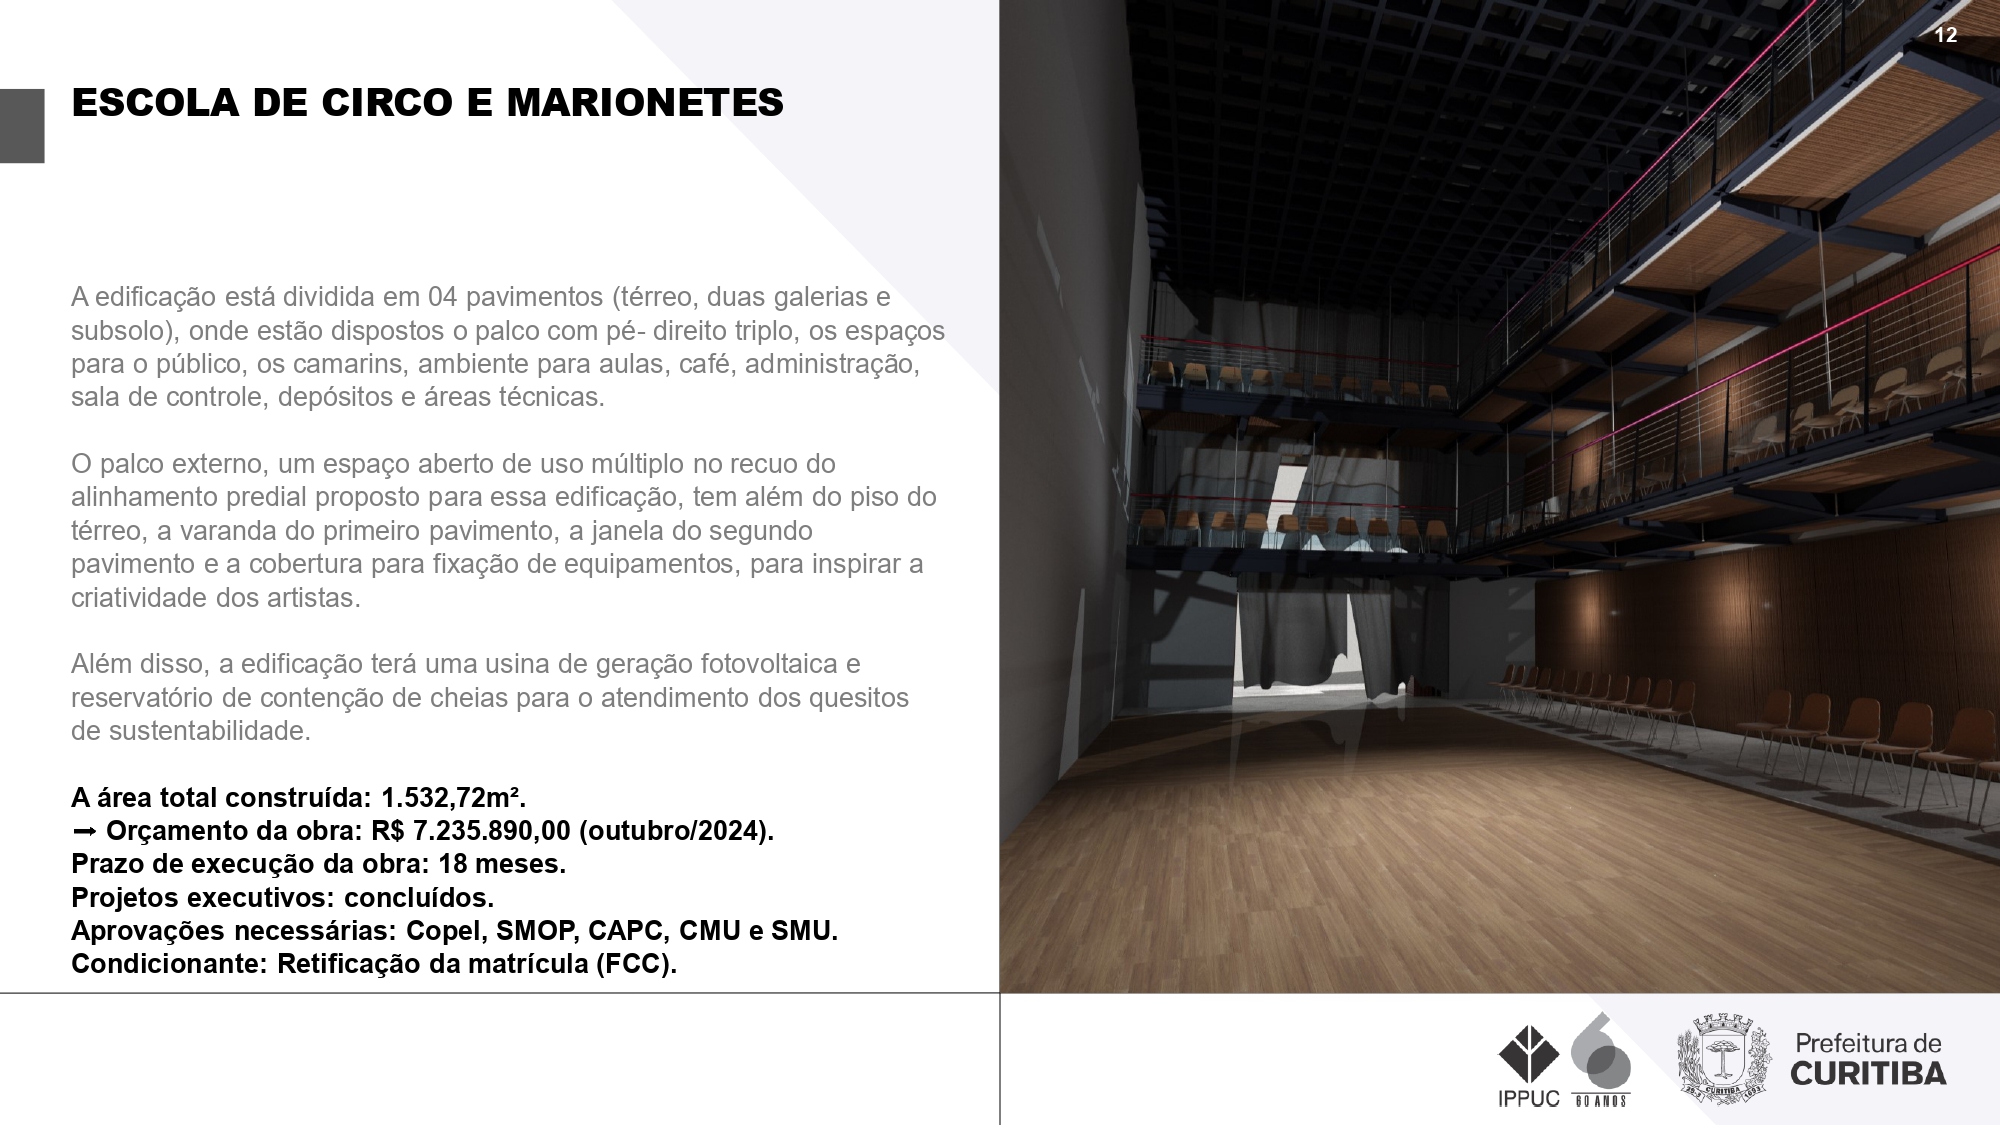 12
ESCOLA DE CIRCO E MARIONETES
A edificação está dividida em 04 pavimentos (térreo, duas galerias e
subsolo), onde estão dispostos o palco com pé- direito triplo, os espaços
para o público, os camarins, ambiente para aulas, café, administração,
sala de controle, depósitos e áreas técnicas.
O palco externo, um espaço aberto de uso múltiplo no recuo do
alinhamento predial proposto para essa edificação, tem além do piso do
térreo, a varanda do primeiro pavimento, a janela do segundo
pavimento e a cobertura para fixação de equipamentos, para inspirar a
criatividade dos artistas.
Além disso, a edificação terá uma usina de geração fotovoltaica e
reservatório de contenção de cheias para o atendimento dos quesitos
de sustentabilidade.
A área total construída: 1.532,72m².
➞ Orçamento da obra: R$ 7.235.890,00 (outubro/2024).
Prazo de execução da obra: 18 meses.
Projetos executivos: concluídos.
Aprovações necessárias: Copel, SMOP, CAPC, CMU e SMU.
Condicionante: Retificação da matrícula (FCC).
IPPUC
60
60 ANOS
29-3 CURITIBA 1693
Prefeitura de
CURITIBA